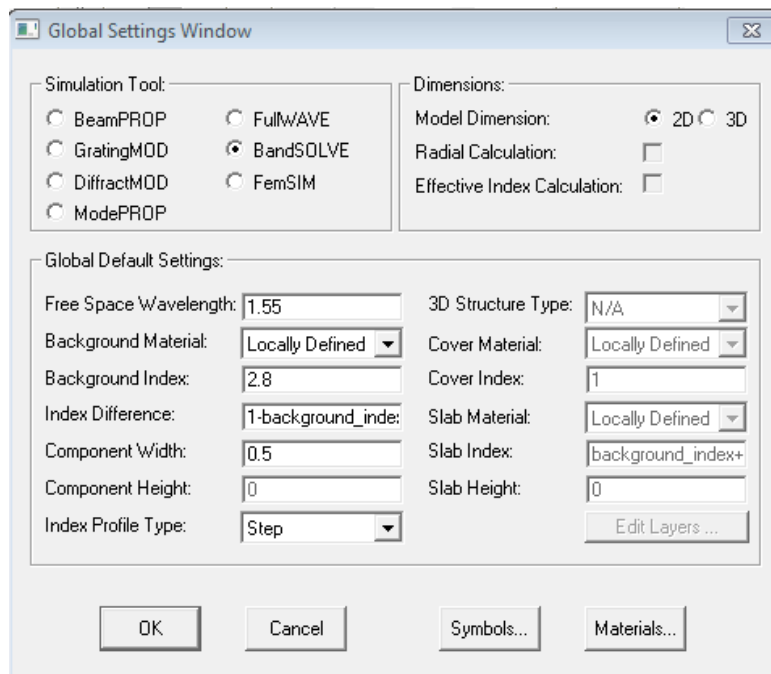 Global Settings Window
Simulation Tool:
BeamPROP
FullWAVE
GratingMOD
BandSOLVE
DiffractMOD
FemSIM
ModePROP
Dimensions:
Model Dimension:
2D
3D
Radial Calculation:
Effective Index Calculation:
Global Default Settings:
Free Space Wavelength:
1.55
Background Material:
Locally Defined
Background Index:
2.8
Index Difference:
1-background_index
Component Width:
0.5
Component Height:
0
Index Profile Type:
Step
3D Structure Type:
N/A
Cover Material:
Locally Defined
Cover Index:
1
Slab Material:
Locally Defined
Slab Index:
background_index+
Slab Height:
0
Edit Layers ...
OK
Cancel
Symbols...
Materials...